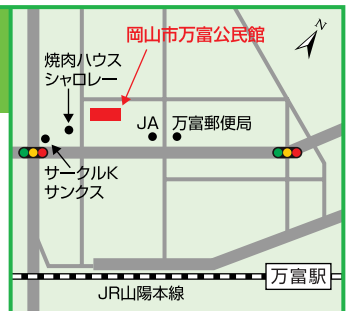 N
岡山市万富公民館
焼肉ハウス
シャロレー
JA
万富郵便局
サークルK
サンクス
万富駅
JR山陽本線